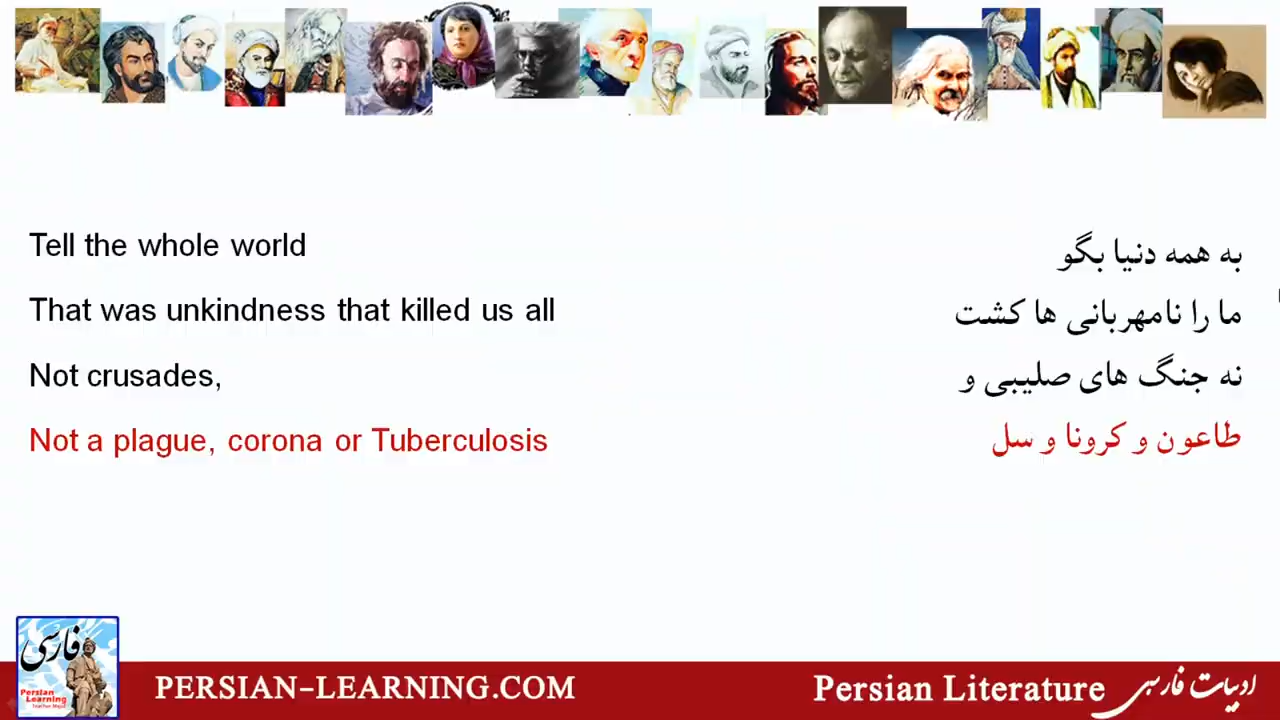 Tell the whole world
به همه دنیا بگو
That was unkindness that killed us all
ما را نامهربانی ها کشت
Not crusades,
نه جنگ های صلیبی و
Not a plague, corona or Tuberculosis
طاعون و کرونا و سل
فارسی
Persian
Learning
PERSIAN-LEARNING.COM
Persian Literature ادبیات فارسی